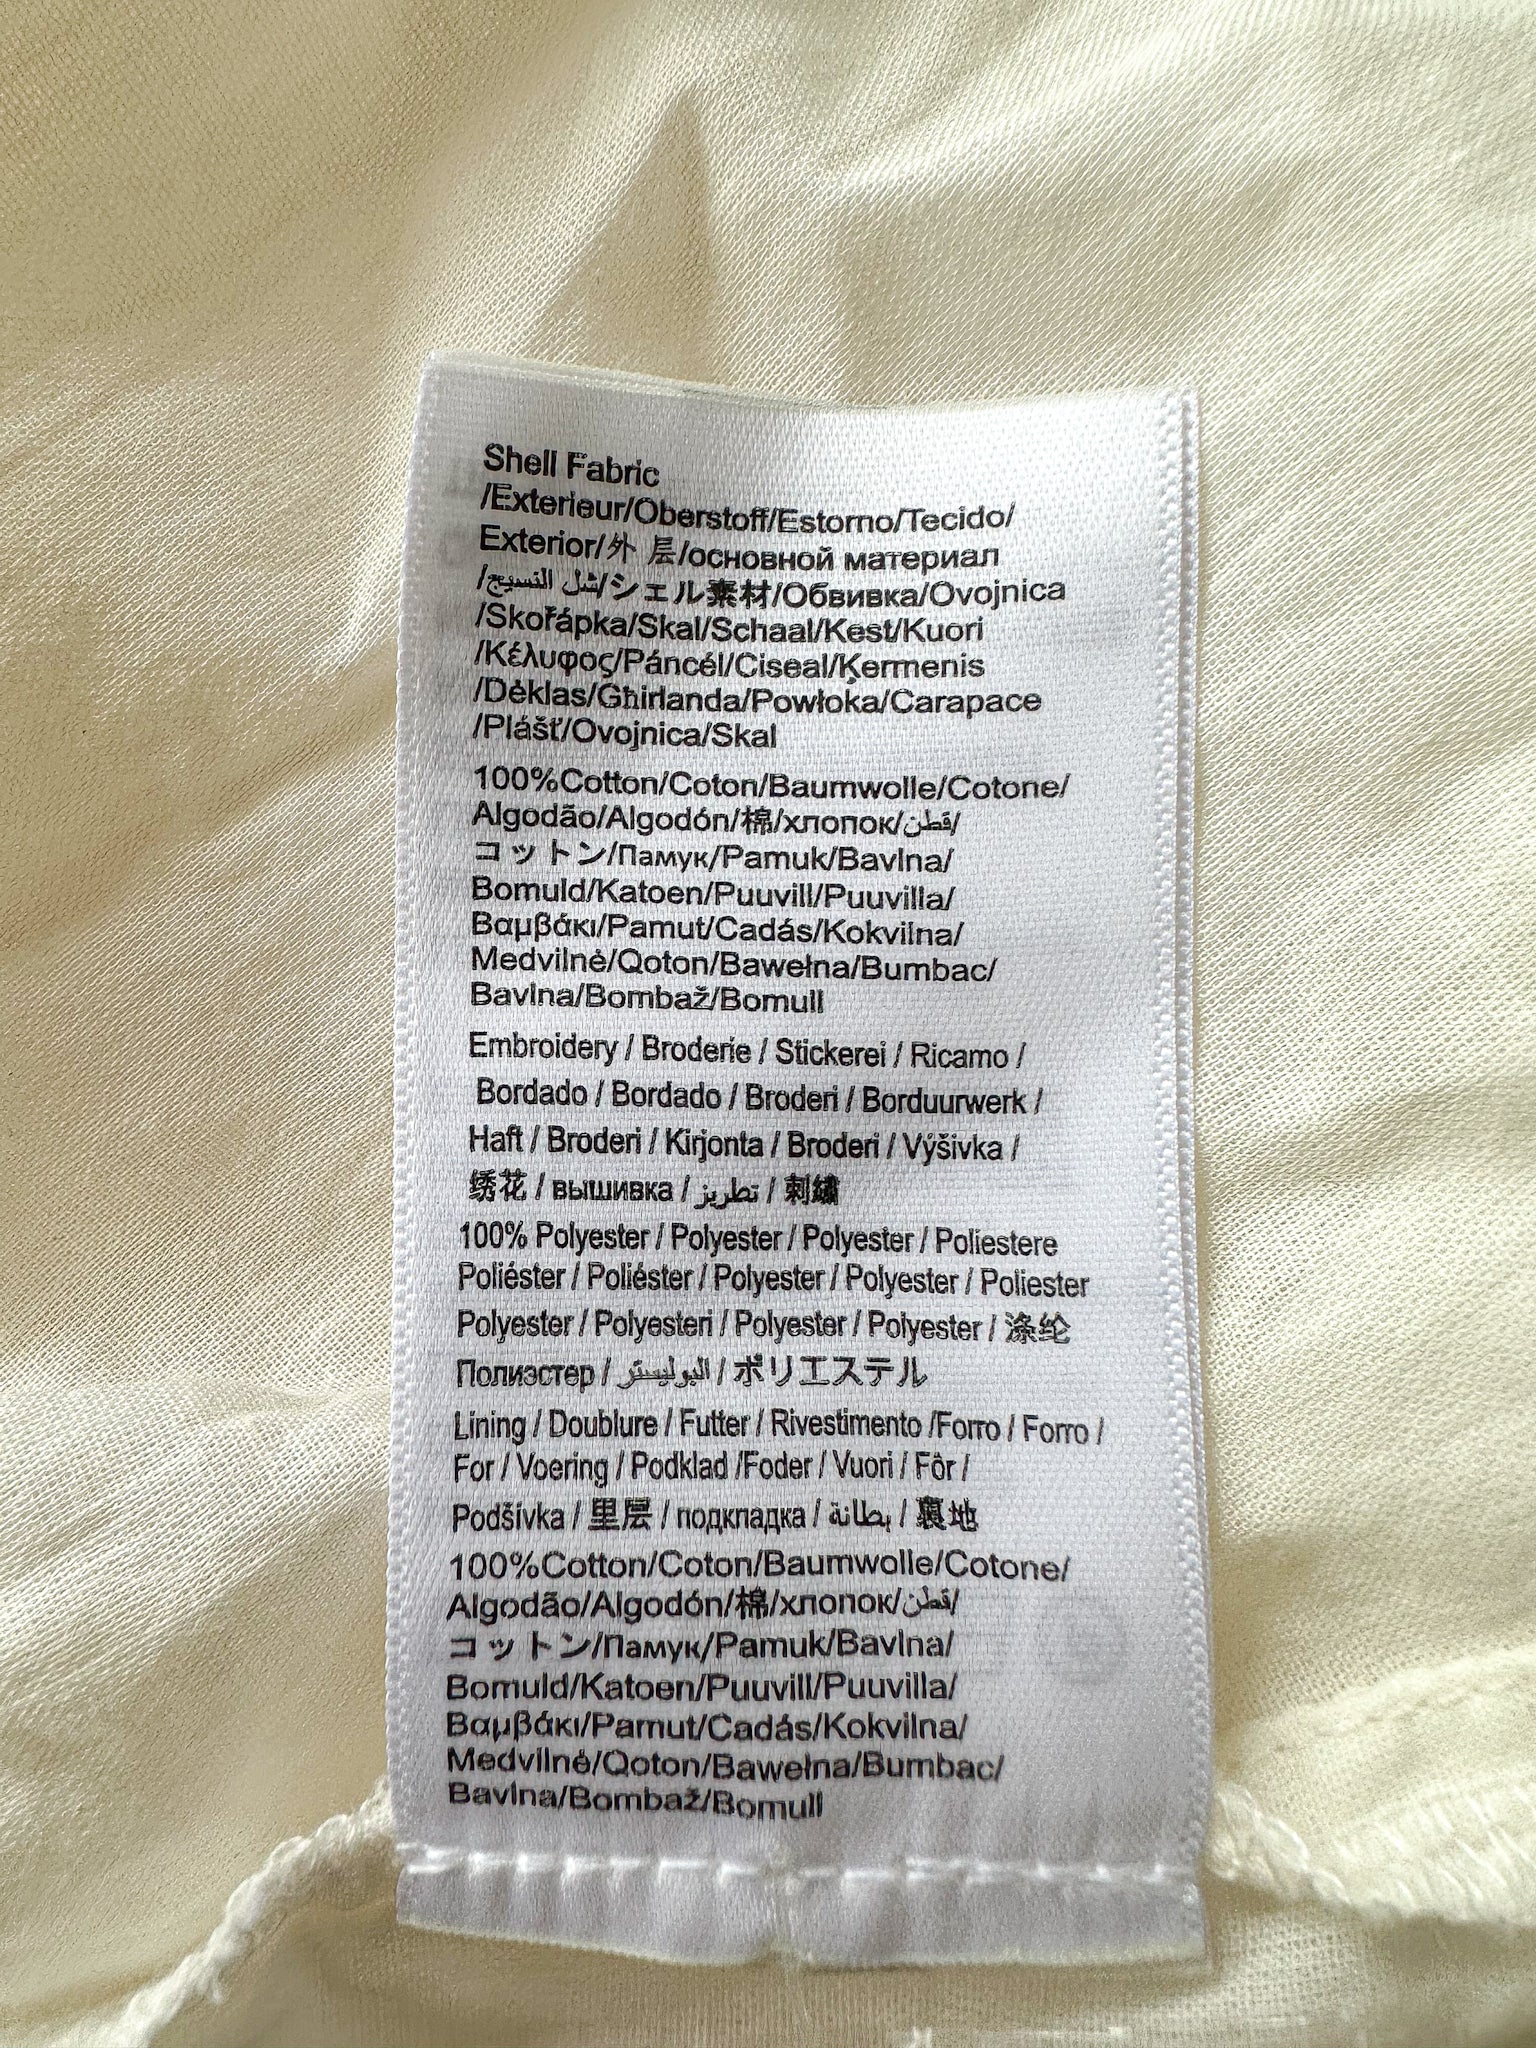 Shell Fabric
/Exterieur/Oberstoff/Estorno/Tecido/
Exterior/外 层/основной материал
/شل النسيج/シェル素材/Обвивка/Ovojnica
/Skořápka/Skal/Schaal/Kest/Kuori
/Κέλυφος/Páncél/Ciseal/Ķermenis
/Dėklas/Għirlanda/Powłoka/Carapace
/Plášť/Ovojnica/Skal
100%Cotton/Coton/Baumwolle/Cotone/
Algodão/Algodón/棉/хлопок/قطن/
コットン/Памук/Pamuk/Bavlna/
Bomuld/Katoen/Puuvill/Puuvilla/
Βαμβάκι/Pamut/Cadás/Kokvilna/
Medvilnė/Qoton/Bawełna/Bumbac/
Bavlna/Bombaž/Bomull
Embroidery / Broderie / Stickerei / Ricamo /
Bordado / Bordado / Broderi / Borduurwerk /
Haft / Broderi / Kirjonta / Broderi / Výšivka /
绣花 / вышивка / تطريز / 刺繡
100% Polyester / Polyester / Polyester / Poliestere
Poliéster / Poliéster / Polyester / Polyester / Poliester
Polyester / Polyesteri / Polyester / Polyester / 涤纶
Полиэстер / البوليستر / ポリエステル
Lining / Doublure / Futter / Rivestimento /Forro / Forro /
For / Voering / Podklad /Foder / Vuori / Fôr /
Podšívka / 里层 / подкладка / بطانة / 裏地
100%Cotton/Coton/Baumwolle/Cotone/
Algodão/Algodón/棉/хлопок/قطن/
コットン/Памук/Pamuk/Bavlna/
Bomuld/Katoen/Puuvill/Puuvilla/
Βαμβάκι/Pamut/Cadás/Kokvilna/
Medvilnė/Qoton/Bawełna/Bumbac/
Bavlna/Bombaž/Bomull